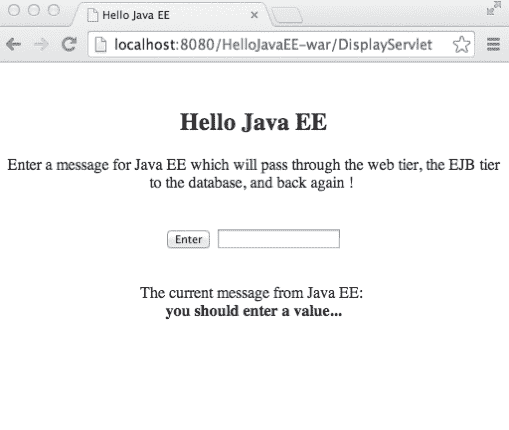 Hello Java EE
localhost:8080/HelloJavaEE-war/DisplayServlet
Hello Java EE
Enter a message for Java EE which will pass through the web tier, the EJB tier
to the database, and back again !
Enter
The current message from Java EE:
you should enter a value...